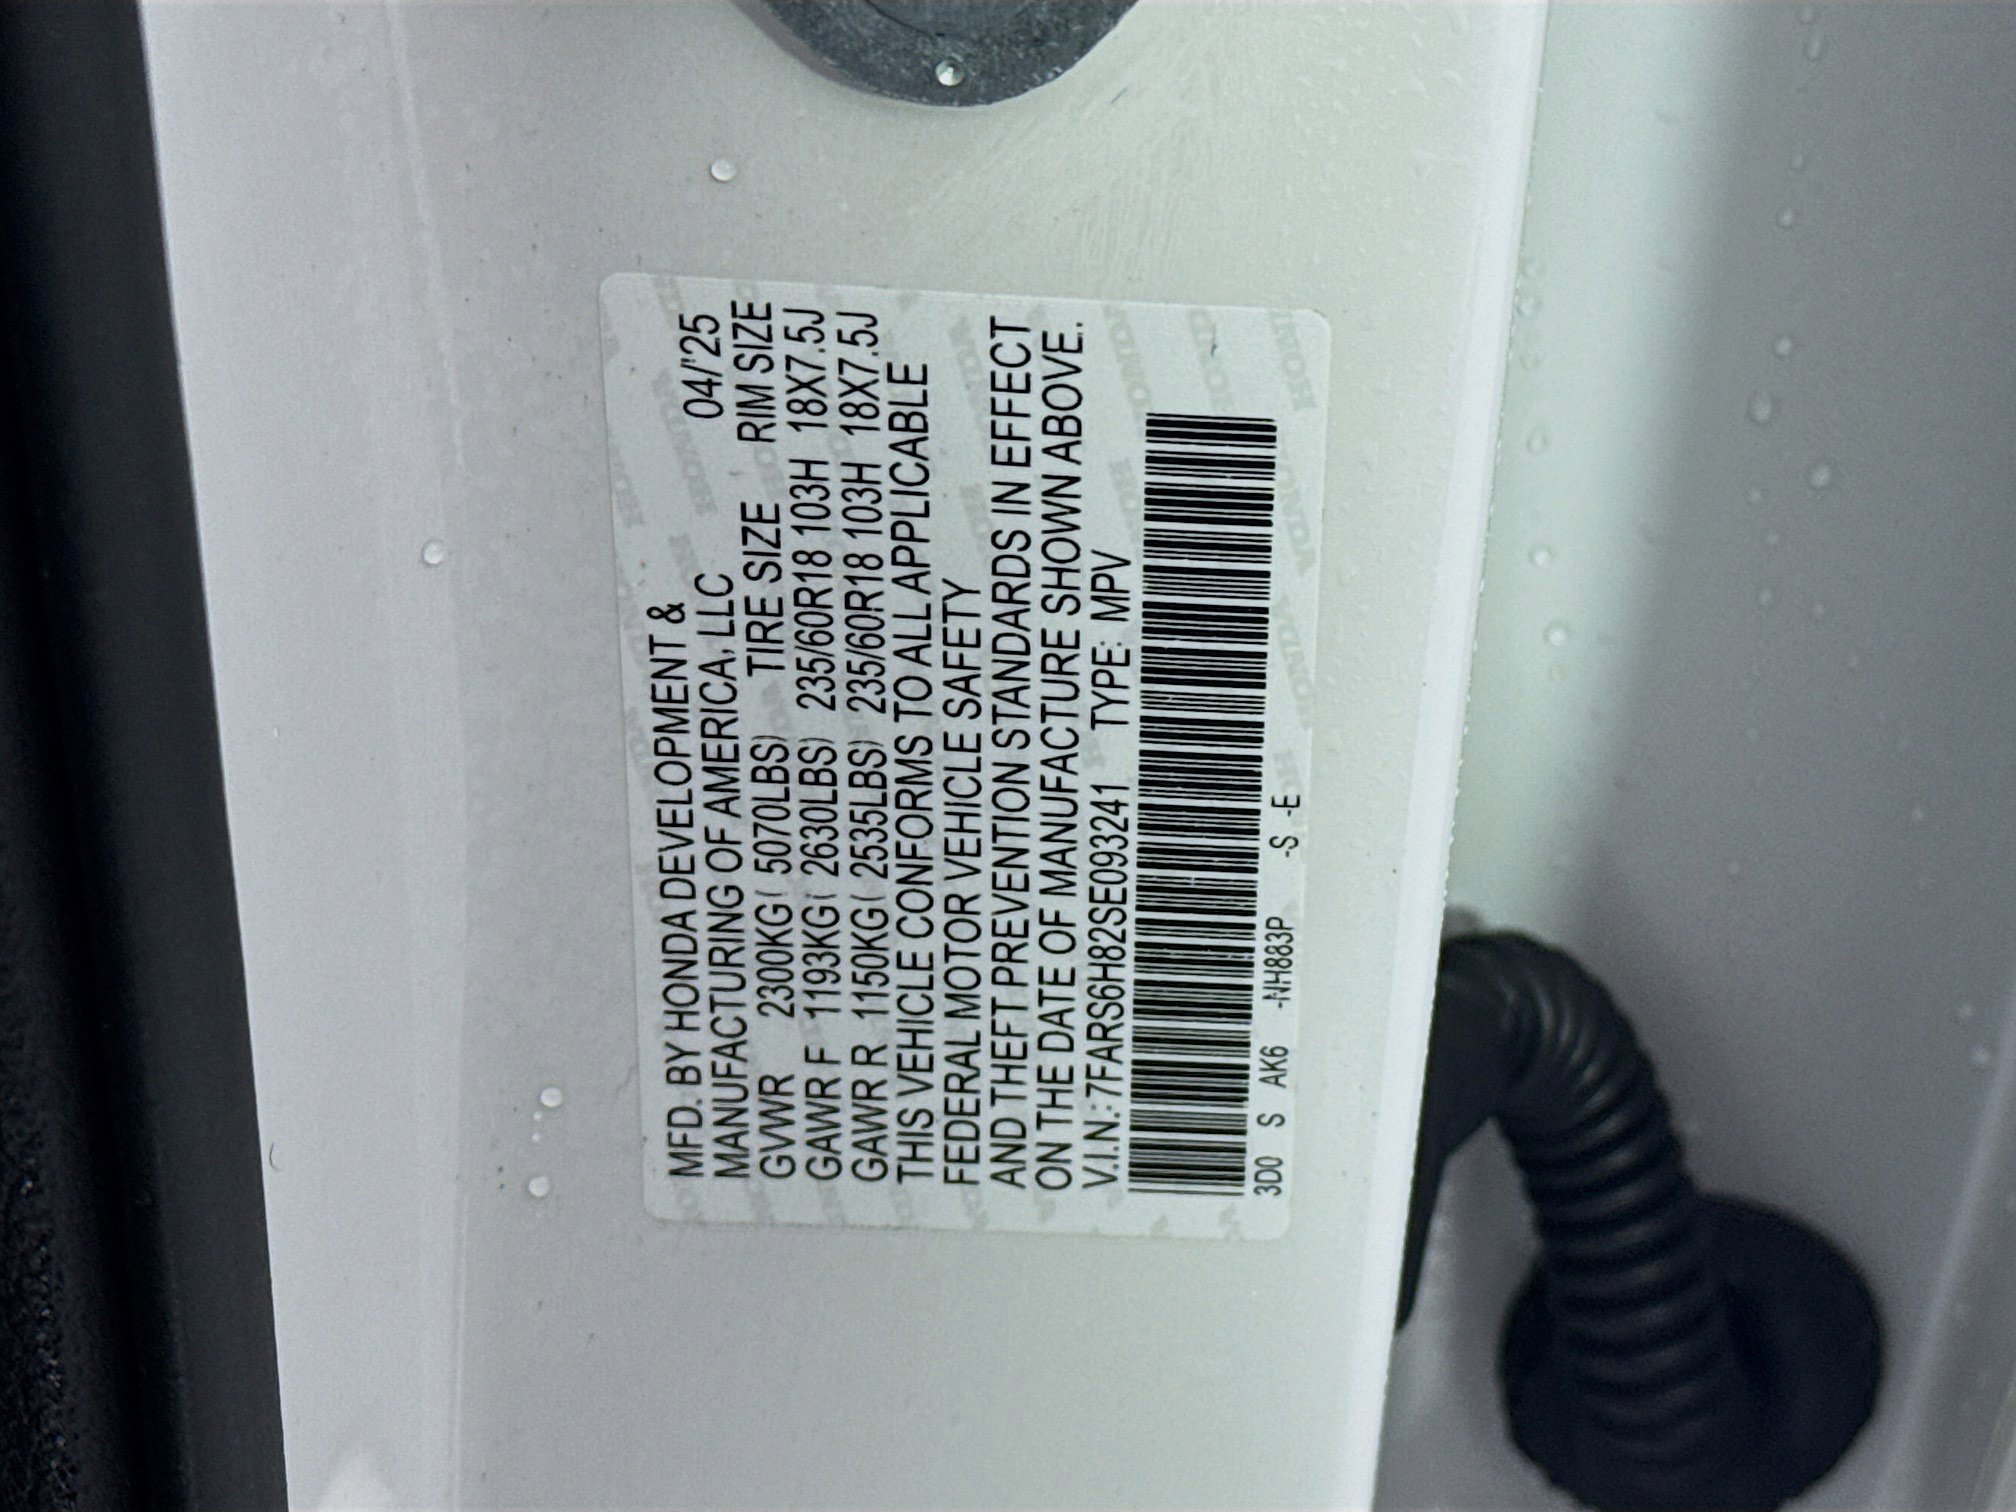 MFD. BY HONDA DEVELOPMENT &
MANUFACTURING OF AMERICA, LLC 04/'25
GVWR 2300KG( 5070LBS) TIRE SIZE RIM SIZE
GAWR F 1193KG( 2630LBS) 235/60R18 103H 18X7.5J
GAWR R 1150KG( 2535LBS) 235/60R18 103H 18X7.5J
THIS VEHICLE CONFORMS TO ALL APPLICABLE
FEDERAL MOTOR VEHICLE SAFETY
AND THEFT PREVENTION STANDARDS IN EFFECT
ON THE DATE OF MANUFACTURE SHOWN ABOVE.
V.I.N.: 7FARS6H82SE093241 TYPE: MPV
3D0 S AK6 -NH883P -S -E